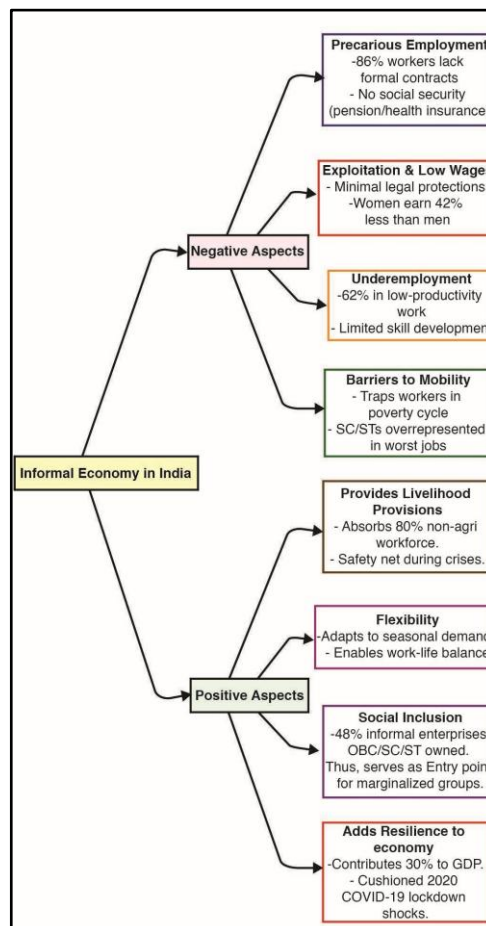 Precarious Employment
-86% workers lack
formal contracts
- No social security
(pension/health insurance
Exploitation & Low Wage
- Minimal legal protections
-Women earn 42%
less than men
Negative Aspects
Underemployment
-62% in low-productivity
work
- Limited skill developmen
Barriers to Mobility
- Traps workers in
poverty cycle
- SC/STs overrepresented
in worst jobs
Informal Economy in India
Provides Livelihood
Provisions
- Absorbs 80% non-agri
workforce.
- Safety net during crises.
Flexibility
-Adapts to seasonal demand
- Enables work-life balance
Positive Aspects
Social Inclusion
-48% informal enterprises
OBC/SC/ST owned.
Thus, serves as Entry poin
for marginalized groups.
Adds Resilience to
economy
-Contributes 30% to GDP.
- Cushioned 2020
COVID-19 lockdown
shocks.